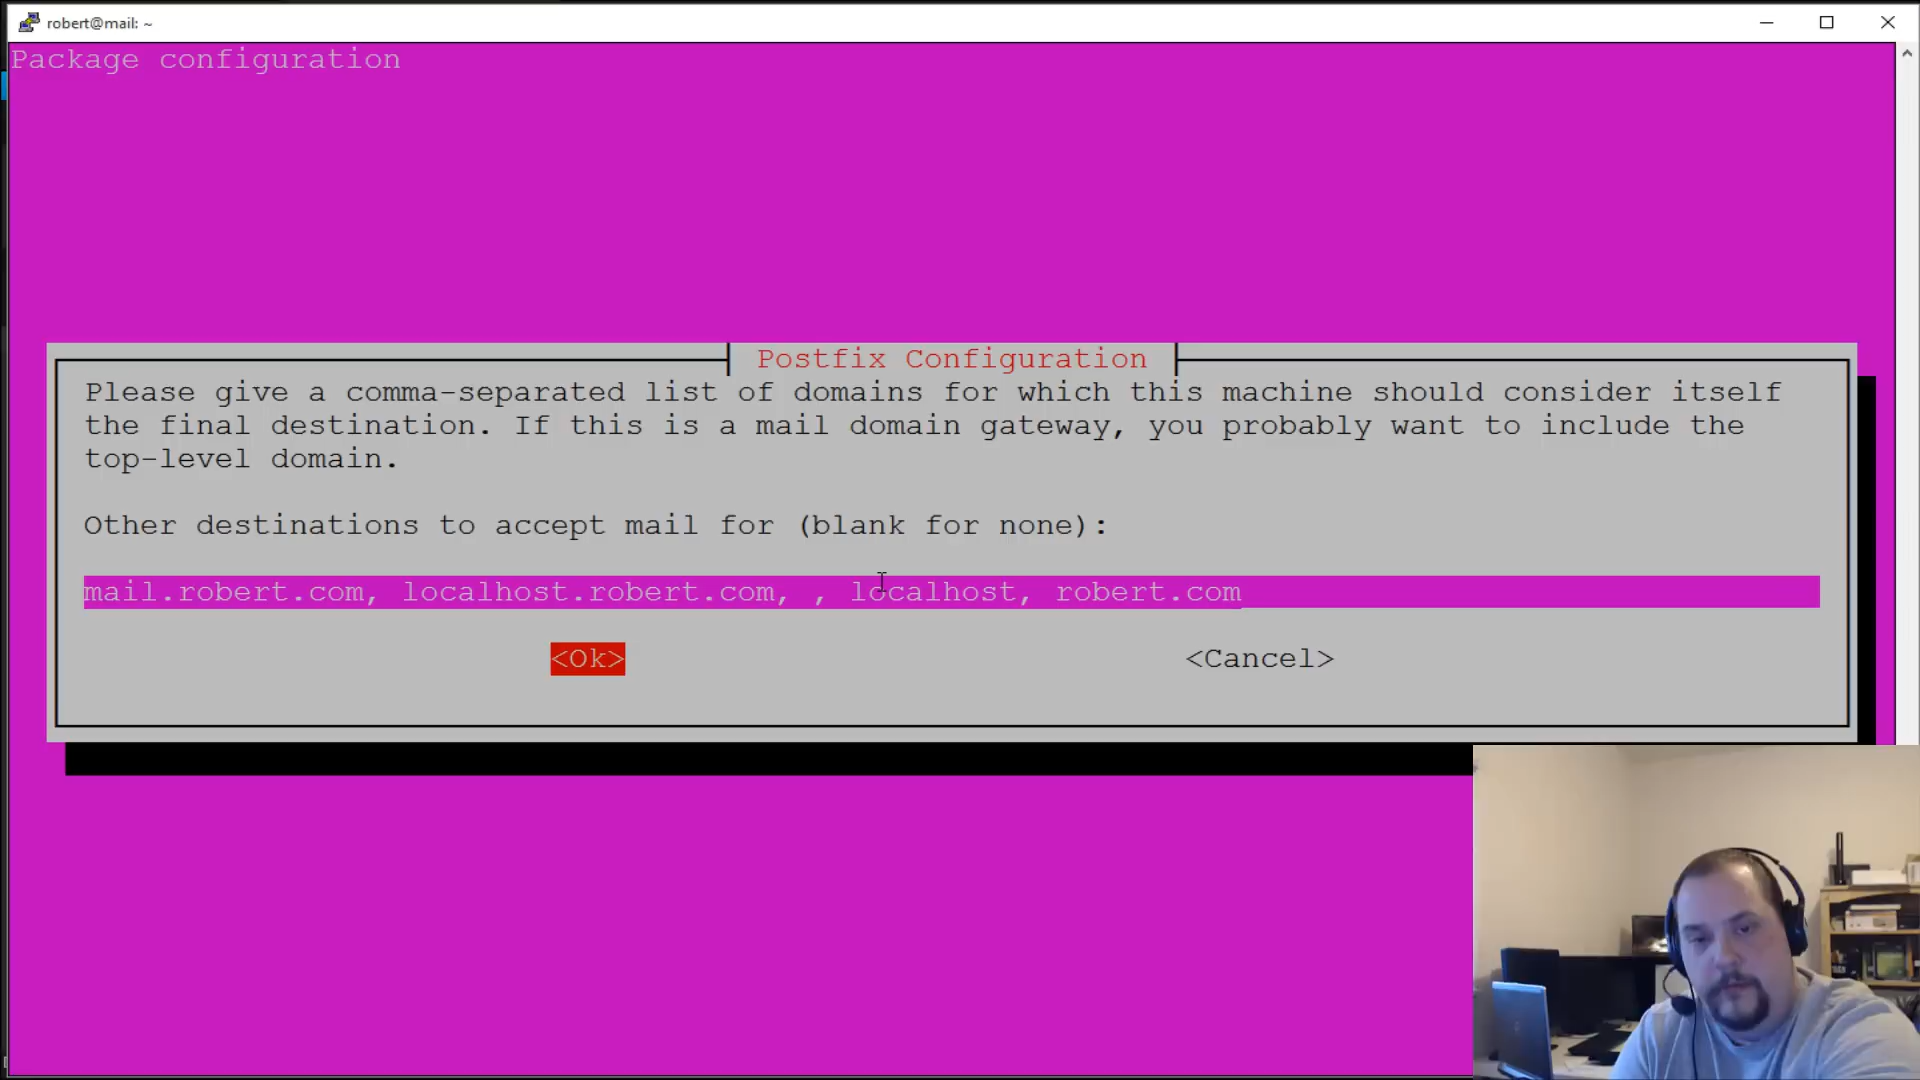 robert@mail: ~
Package configuration
Postfix Configuration
Please give a comma-separated list of domains for which this machine should consider itself
the final destination. If this is a mail domain gateway, you probably want to include the
top-level domain.
Other destinations to accept mail for (blank for none):
mail.robert.com, localhost.robert.com, , localhost, robert.com
<Ok> <Cancel>